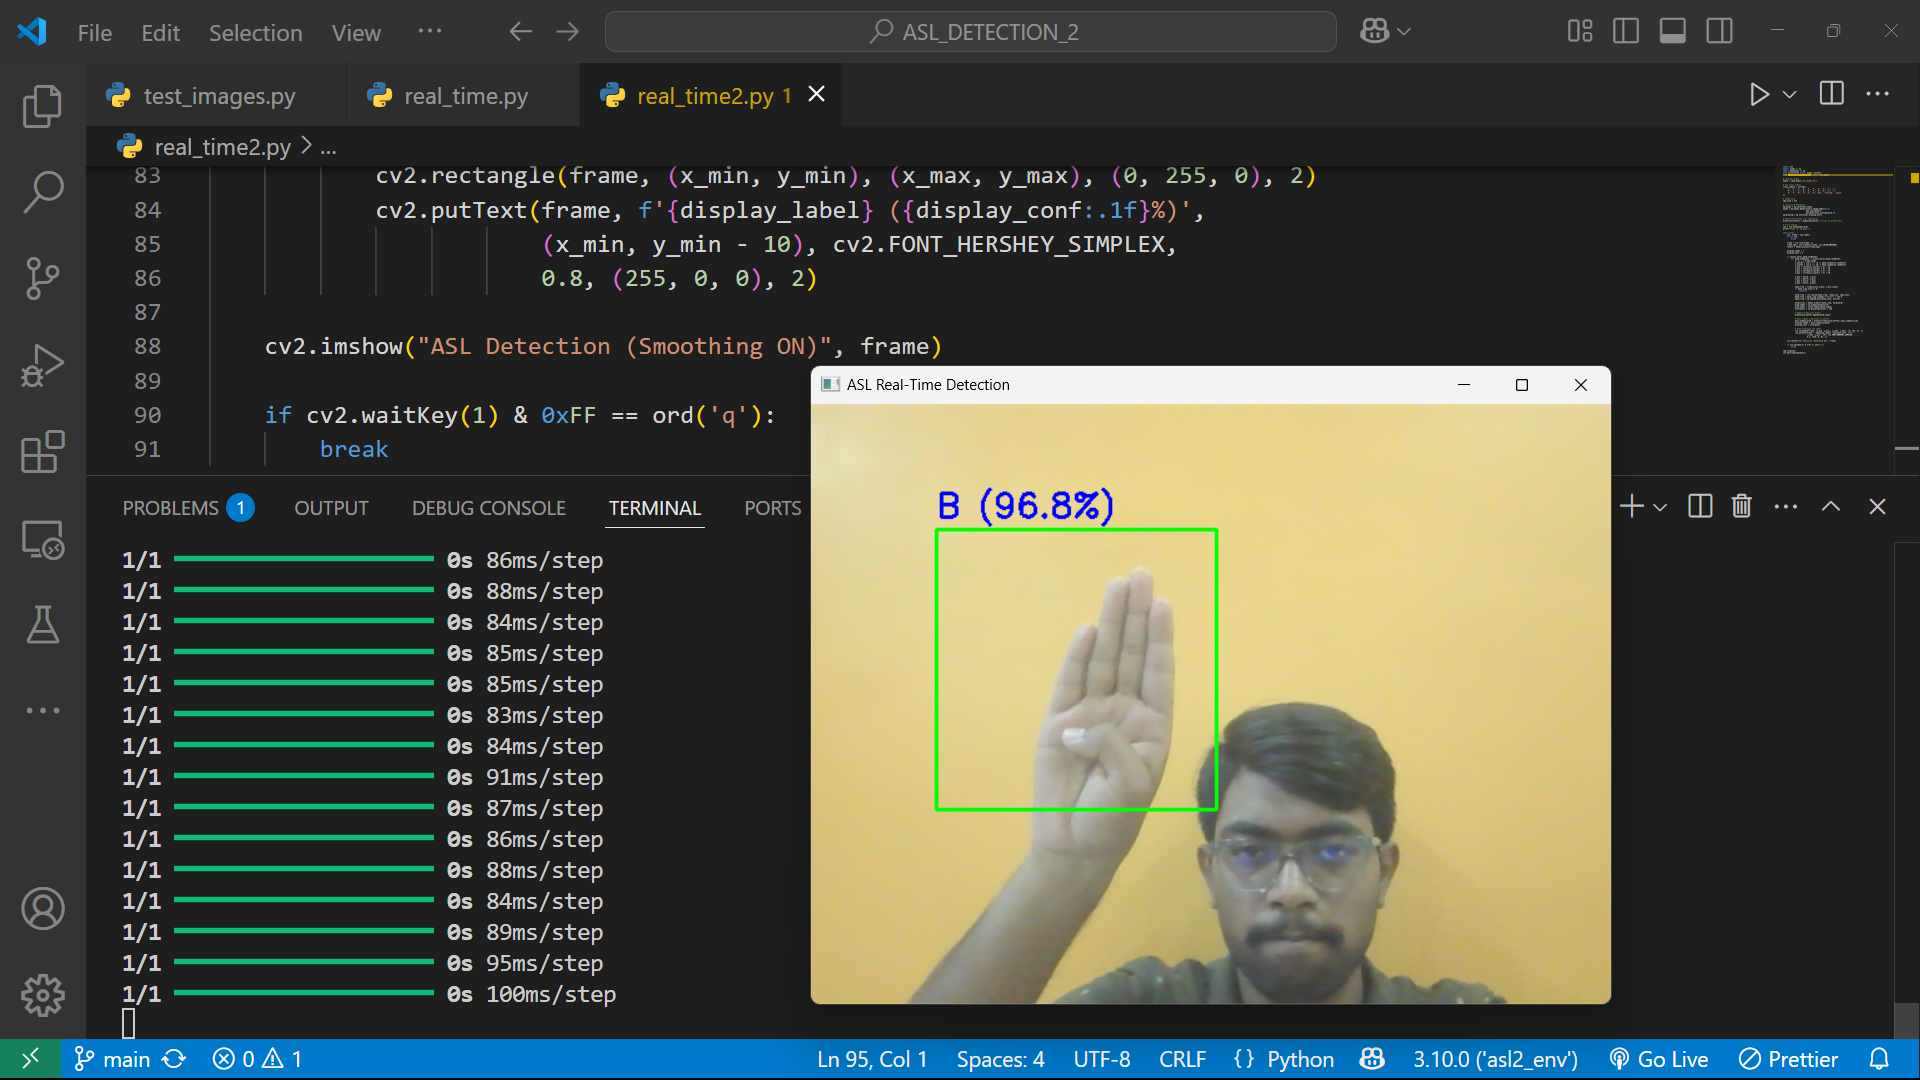 File Edit Selection View ··· ASL_DETECTION_2
test_images.py real_time.py real_time2.py 1
real_time2.py > ...
83 cv2.rectangle(frame, (x_min, y_min), (x_max, y_max), (0, 255, 0), 2)
84 cv2.putText(frame, f'{display_label} ({display_conf:.1f}%)',
85 (x_min, y_min - 10), cv2.FONT_HERSHEY_SIMPLEX,
86 0.8, (255, 0, 0), 2)
87
88 cv2.imshow("ASL Detection (Smoothing ON)", frame)
89
90 if cv2.waitKey(1) & 0xFF == ord('q'):
91 break
PROBLEMS 1 OUTPUT DEBUG CONSOLE TERMINAL PORTS
1/1 0s 86ms/step
1/1 0s 88ms/step
1/1 0s 84ms/step
1/1 0s 85ms/step
1/1 0s 85ms/step
1/1 0s 83ms/step
1/1 0s 84ms/step
1/1 0s 91ms/step
1/1 0s 87ms/step
1/1 0s 86ms/step
1/1 0s 88ms/step
1/1 0s 84ms/step
1/1 0s 89ms/step
1/1 0s 95ms/step
1/1 0s 100ms/step
ASL Real-Time Detection
B (96.8%)
main 0 1 Ln 95, Col 1 Spaces: 4 UTF-8 CRLF {} Python 3.10.0 ('asl2_env') Go Live Prettier